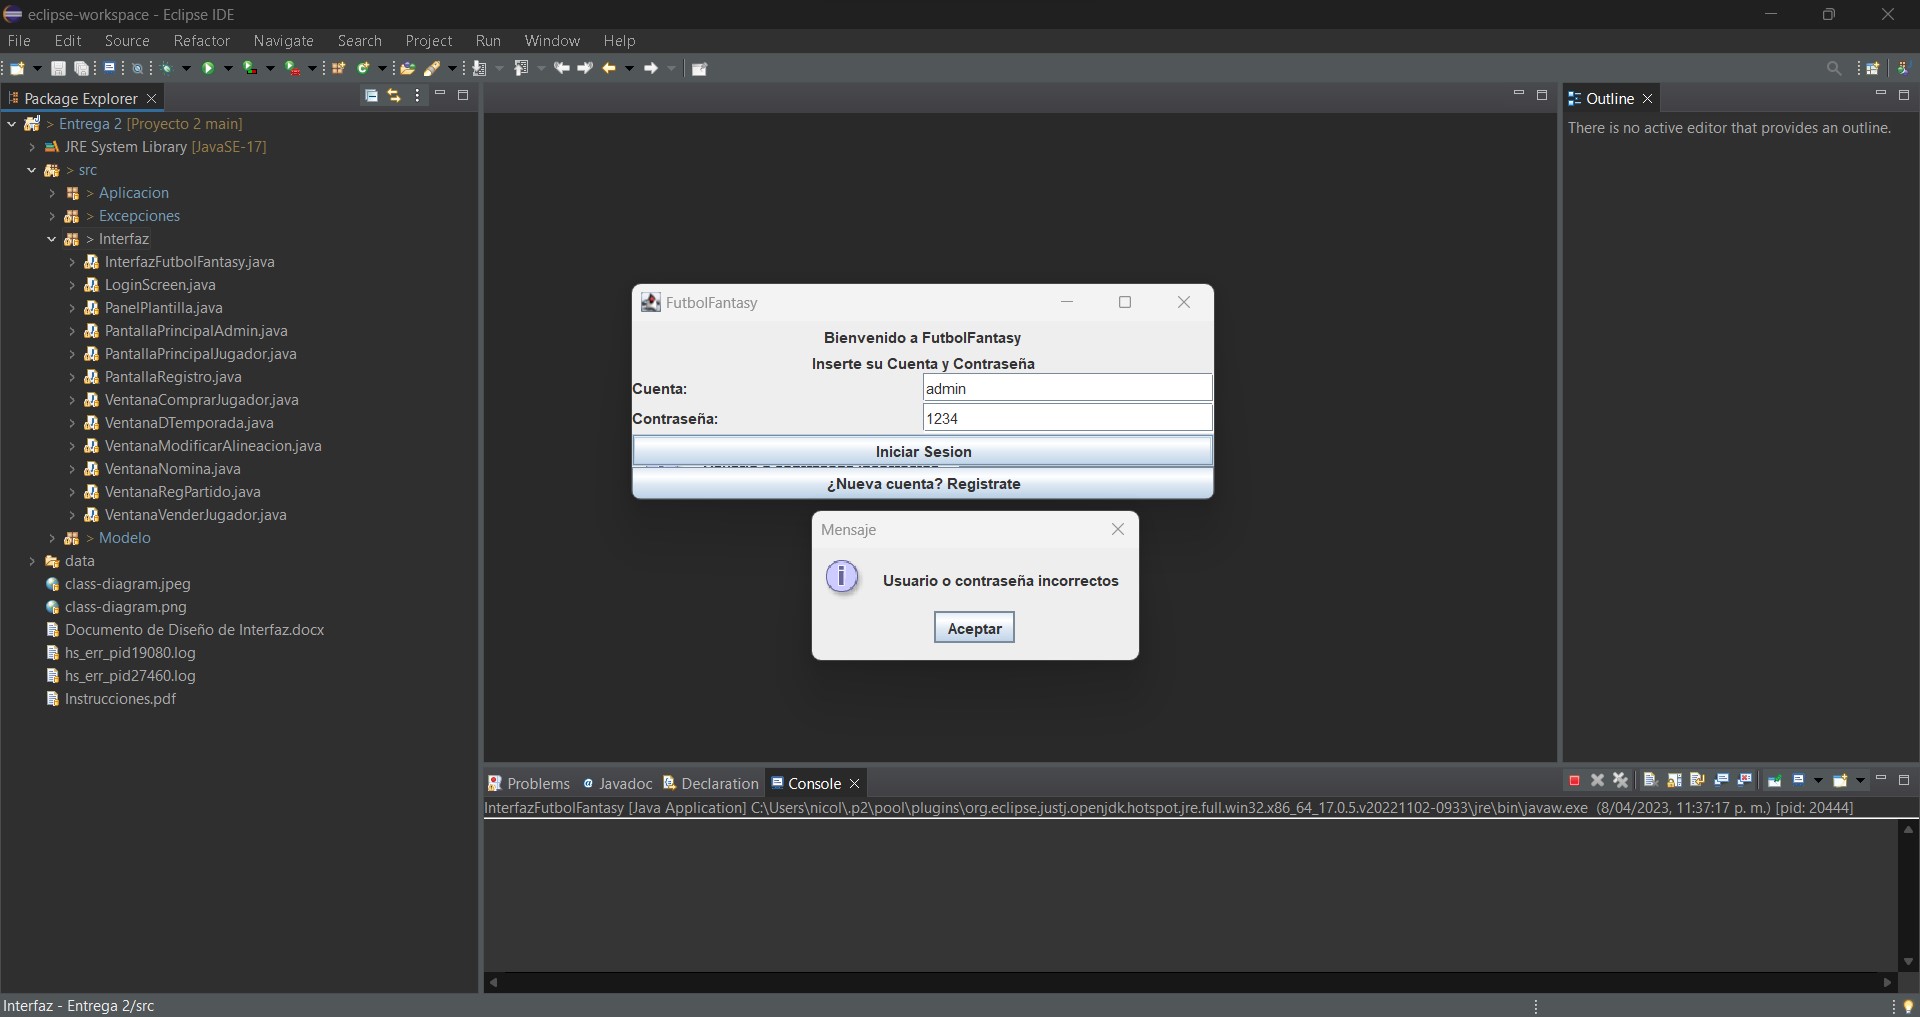 eclipse-workspace - Eclipse IDE
File Edit Source Refactor Navigate Search Project Run Window Help
Package Explorer
> Entrega 2 [Proyecto 2 main]
JRE System Library [JavaSE-17]
> src
> Aplicacion
> Excepciones
> Interfaz
InterfazFutbolFantasy.java
LoginScreen.java
PanelPlantilla.java
PantallaPrincipalAdmin.java
PantallaPrincipalJugador.java
PantallaRegistro.java
VentanaComprarJugador.java
VentanaDTemporada.java
VentanaModificarAlineacion.java
VentanaNomina.java
VentanaRegPartido.java
VentanaVenderJugador.java
> Modelo
data
class-diagram.jpeg
class-diagram.png
Documento de Diseño de Interfaz.docx
hs_err_pid19080.log
hs_err_pid27460.log
Instrucciones.pdf
FutbolFantasy
Bienvenido a FutbolFantasy
Inserte su Cuenta y Contraseña
Cuenta: admin
Contraseña: 1234
Iniciar Sesion
¿Nueva cuenta? Registrate
Mensaje
Usuario o contraseña incorrectos
Aceptar
Outline
There is no active editor that provides an outline.
Problems Javadoc Declaration Console
InterfazFutbolFantasy [Java Application] C:\Users\nicol\.p2\pool\plugins\org.eclipse.justj.openjdk.hotspot.jre.full.win32.x86_64_17.0.5.v20221102-0933\jre\bin\javaw.exe (8/04/2023, 11:37:17 p. m.) [pid: 20444]
Interfaz - Entrega 2/src